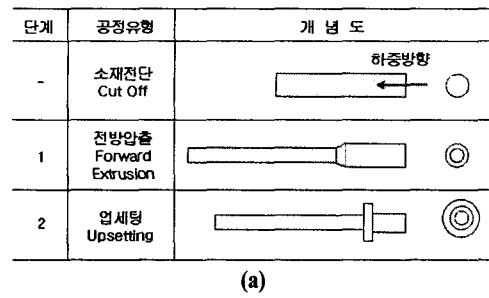 단계 공정유형 개 념 도
- 소재전단
Cut Off
하중방향
1 전방압출
Forward
Extrusion
2 업세팅
Upsetting
(a)